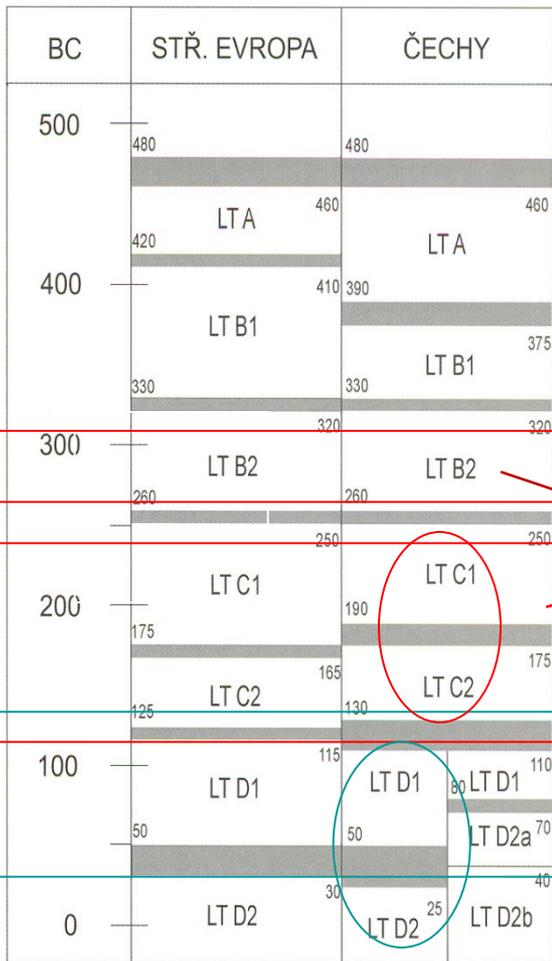 BC STŘ. EVROPA ČECHY
500
480 480
460 460
LT A LT A
420
400 390
410
LT B1 LT B1
375
330 330
320 320
300
LT B2 LT B2
260 260
250 250
LT C1 LT C1
200 190
175 175
165
LT C2 LT C2
125 130
115 110
100
LT D1 LT D1 80 LT D1
50 50 LT D2a 70
30 40
25
0 LT D2 LT D2 LT D2b